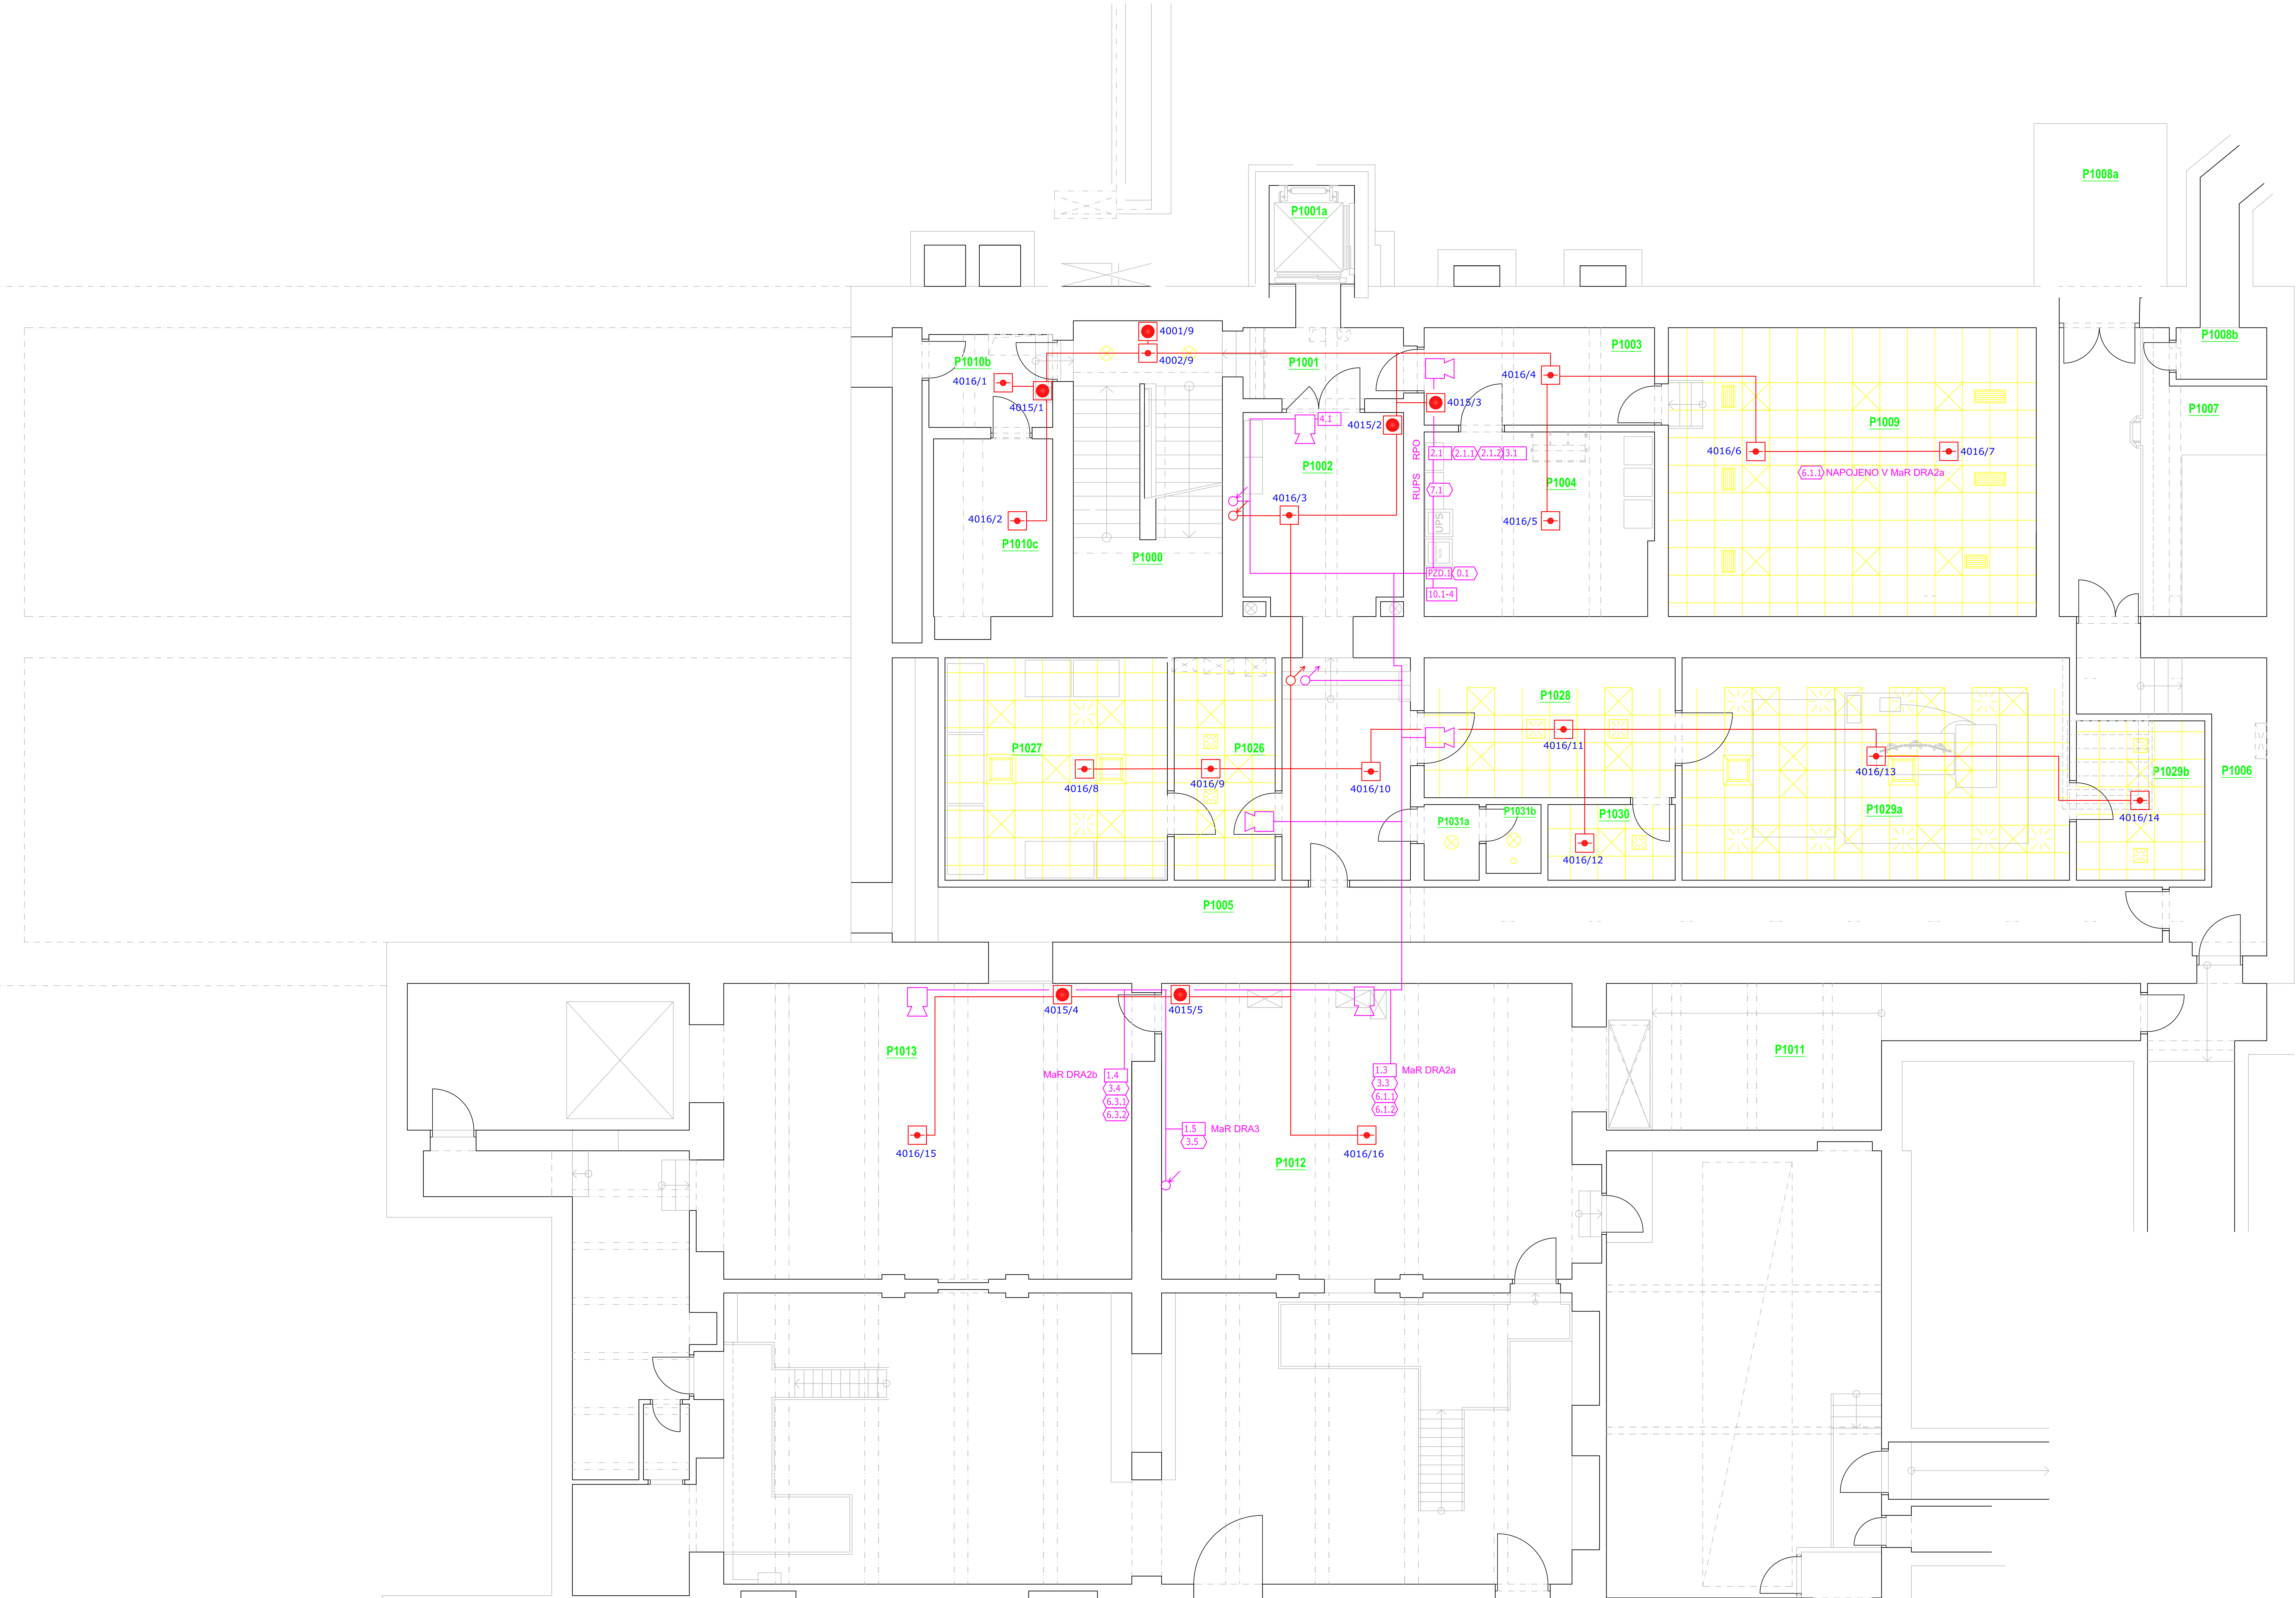 P1008a
P1001a
4001/9
P1008b
P1003
4002/9
P1010b
P1001
4016/1
4016/4
4015/1
4015/3
P1007
4.1
4015/2
P1009
RPO
2.1
2.1.1
2.1.2
3.1
4016/6
4016/7
P1002
6.1.1
NAPOJENO V MaR DRA2a
P1004
RUPS
7.1
4016/3
4016/2
4016/5
UPS
P1010c
P1000
PZD.1
0.1
10.1-4
P1028
P1027
P1026
4016/11
4016/13
P1006
P1029b
4016/8
4016/9
4016/10
P1029a
P1031a
P1031b
P1030
4016/14
4016/12
P1005
4015/4
4015/5
P1013
P1011
MaR DRA2b
1.4
3.4
6.3.1
6.3.2
1.3
MaR DRA2a
3.3
6.1.1
6.1.2
1.5
MaR DRA3
3.5
4016/15
4016/16
P1012